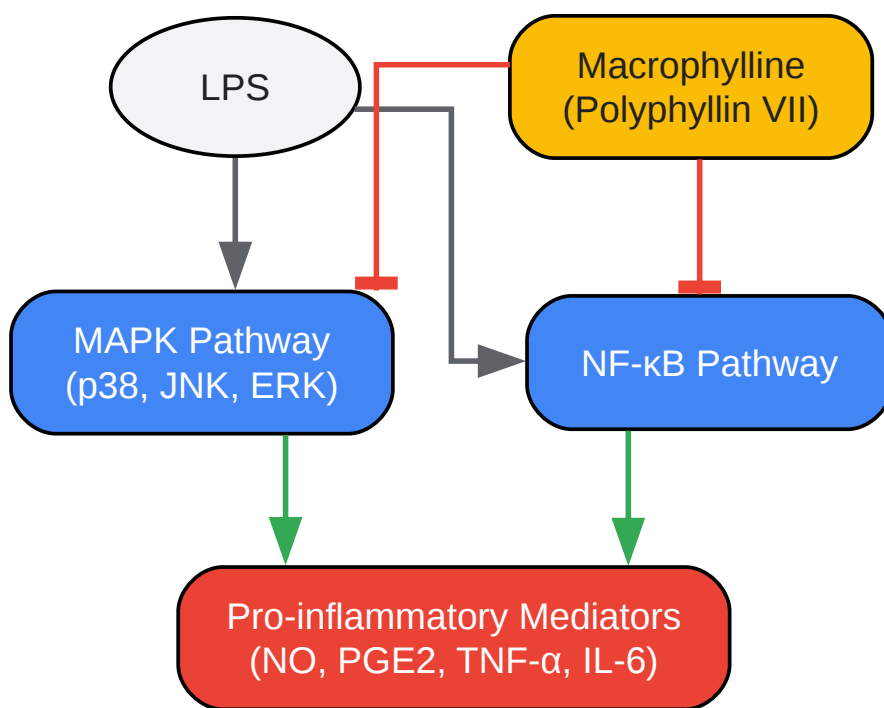 LPS
Macrophylline
(Polyphyllin VII)
MAPK Pathway
(p38, JNK, ERK)
NF-κB Pathway
Pro-inflammatory Mediators
(NO, PGE2, TNF-α, IL-6)